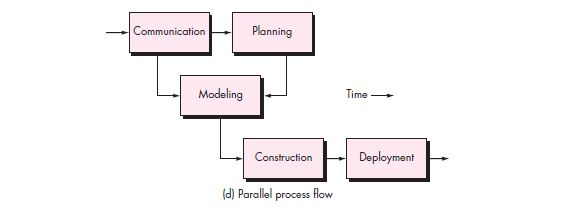 Communication
Planning
Modeling
Time
Construction
Deployment
(d) Parallel process flow